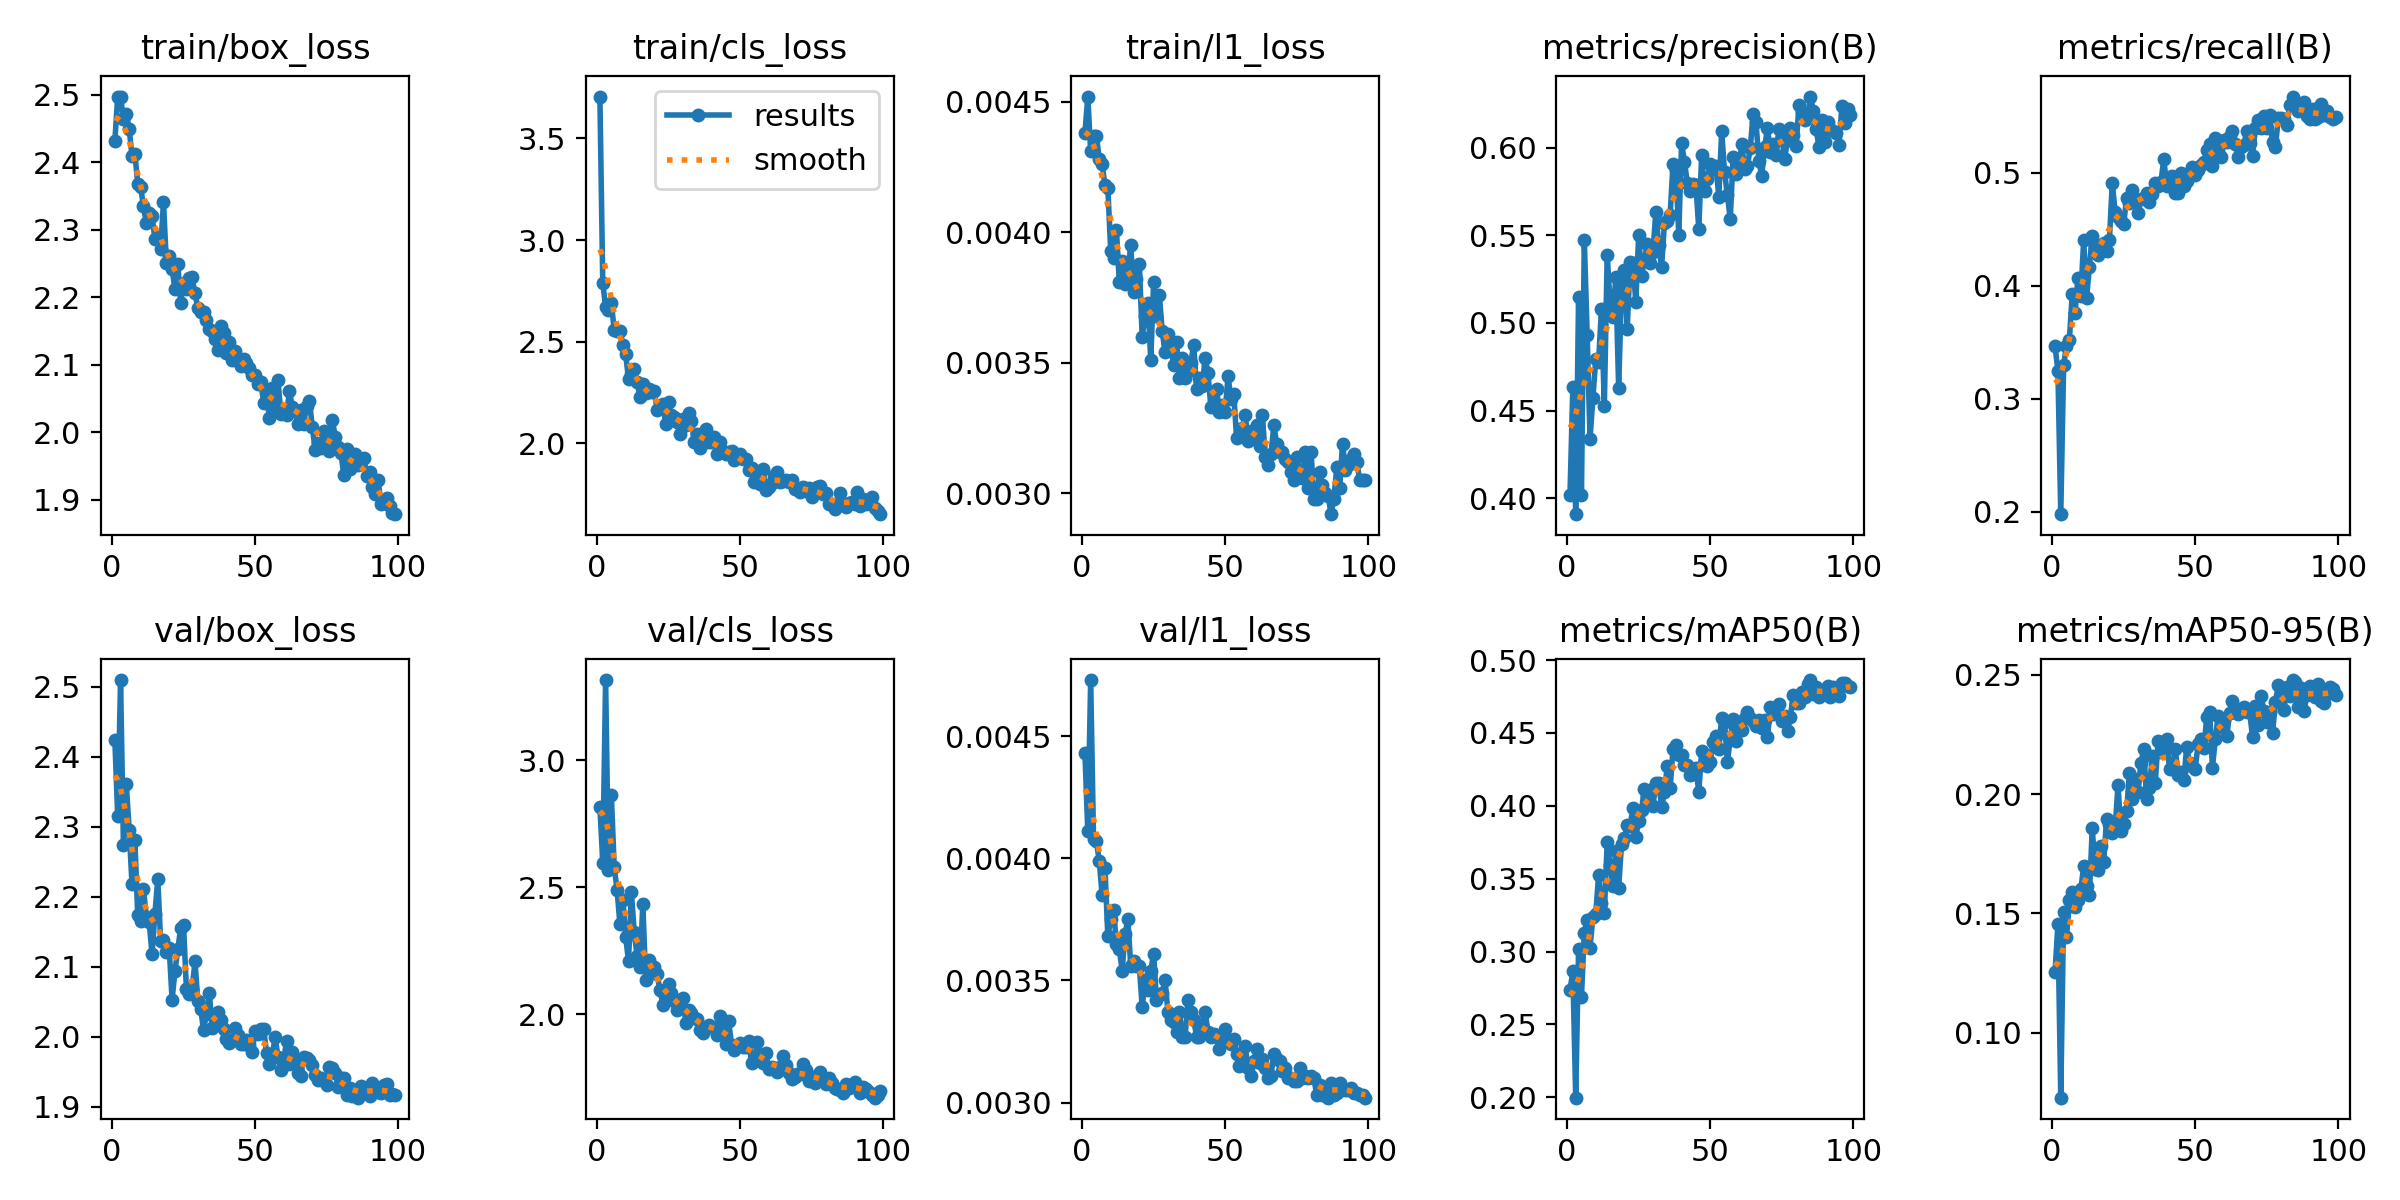 train/box_loss
2.5
2.4
2.3
2.2
2.1
2.0
1.9
0 50 100
train/cls_loss
results
smooth
3.5
3.0
2.5
2.0
0 50 100
train/l1_loss
0.0045
0.0040
0.0035
0.0030
0 50 100
metrics/precision(B)
0.60
0.55
0.50
0.45
0.40
0 50 100
metrics/recall(B)
0.5
0.4
0.3
0.2
0 50 100
val/box_loss
2.5
2.4
2.3
2.2
2.1
2.0
1.9
0 50 100
val/cls_loss
3.0
2.5
2.0
0 50 100
val/l1_loss
0.0045
0.0040
0.0035
0.0030
0 50 100
metrics/mAP50(B)
0.50
0.45
0.40
0.35
0.30
0.25
0.20
0 50 100
metrics/mAP50-95(B)
0.25
0.20
0.15
0.10
0 50 100